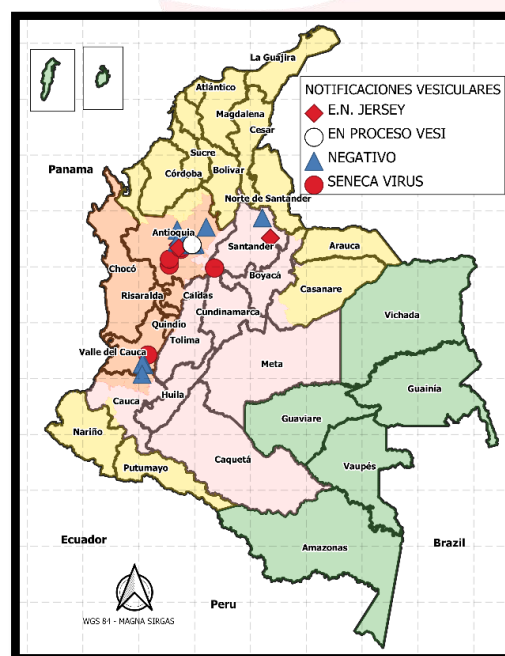 La Guajira
NOTIFICACIONES VESICULARES
E.N. JERSEY
EN PROCESO VESI
NEGATIVO
SENECA VIRUS
Atlántico
Magdalena
Cesar
Sucre
Bolívar
Córdoba
Panama
Norte de Santander
Antioquia
Santander
Arauca
Chocó
Boyacá
Casanare
Risaralda
Caldas
Cundinamarca
Vichada
Quindio
Tolima
Valle del Cauca
Meta
Guainía
Cauca
Huila
Nariño
Guaviare
Putumayo
Caquetá
Vaupés
Ecuador
Amazonas
Brazil
Peru
WGS 84 - MAGNA SIRGAS